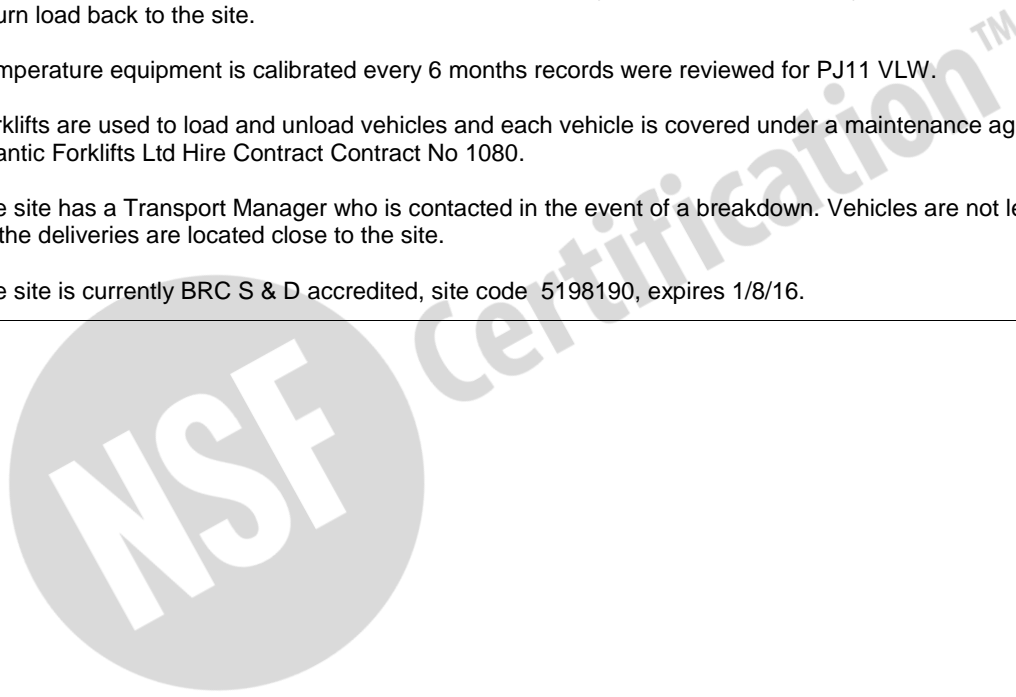 urn load back to the site.
mperature equipment is calibrated every 6 months records were reviewed for PJ11 VLW.
rklifts are used to load and unload vehicles and each vehicle is covered under a maintenance ag
antic Forklifts Ltd Hire Contract Contract No 1080.
e site has a Transport Manager who is contacted in the event of a breakdown. Vehicles are not le
the deliveries are located close to the site.
e site is currently BRC S & D accredited, site code 5198190, expires 1/8/16.
NSF Certification™